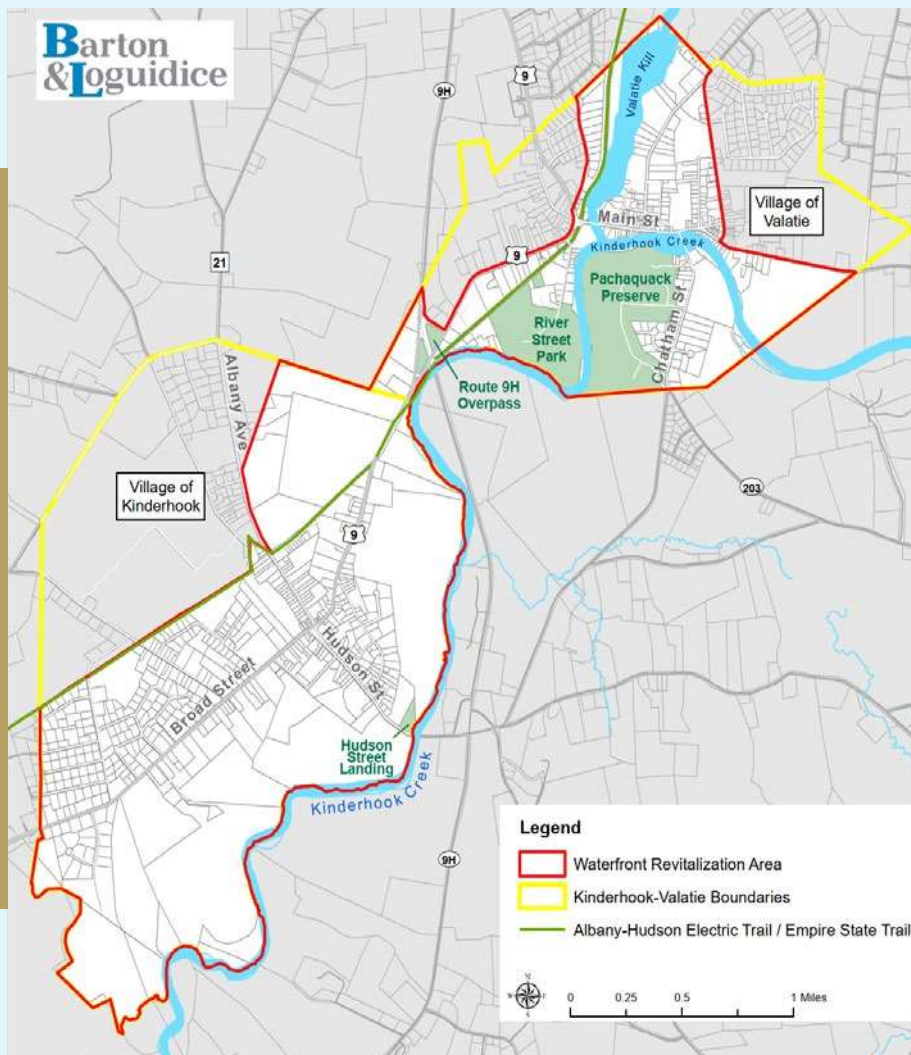 Barton
&Loguidice
9H
9
Valatie Kill
Village of
Valatie
Main St
Kinderhook Creek
9
21
Pachaquack
Preserve
River
Street
Park
Chatham St
Route 9H
Overpass
Albany Ave
Village of
Kinderhook
203
9
Hudson St
Broad Street
Hudson
Street
Landing
Kinderhook Creek
9H
Legend
Waterfront Revitalization Area
Kinderhook-Valatie Boundaries
Albany-Hudson Electric Trail / Empire State Trail
N
W
E
S
0 0.25 0.5 1 Miles